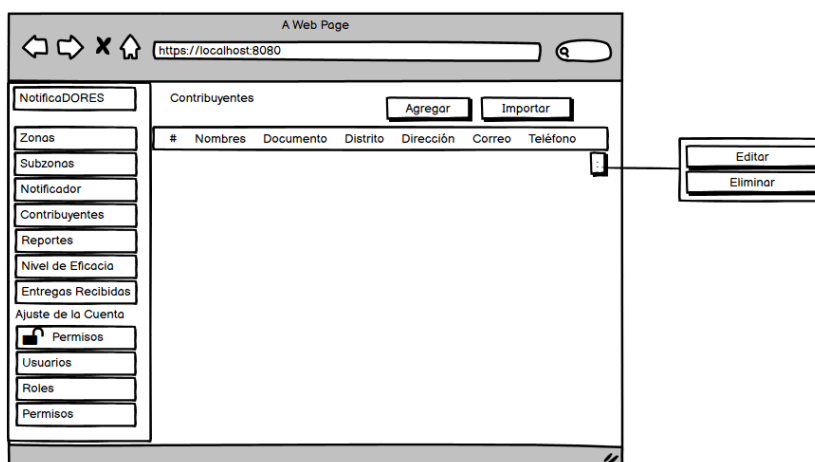 A Web Page
https://localhost:8080
NotificaDORES
Zonas
Subzonas
Notificador
Contribuyentes
Reportes
Nivel de Eficacia
Entregas Recibidas
Ajuste de la Cuenta
Permisos
Usuarios
Roles
Permisos
Contribuyentes
Agregar
Importar
# Nombres Documento Distrito Dirección Correo Teléfono
:
Editar
Eliminar